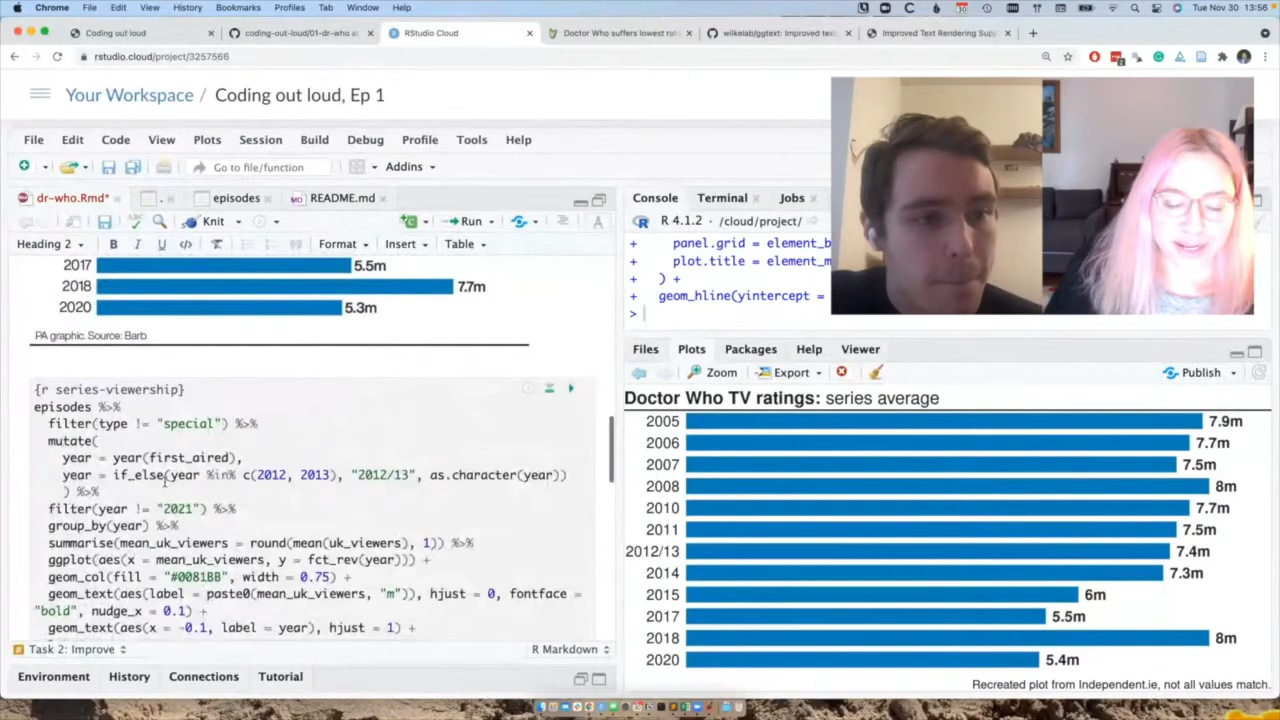 Chrome File Edit View History Bookmarks Profiles Tab Window Help
30
Tue Nov 30 13:56
Coding out loud
coding-out-loud/01-dr-who a
RStudio Cloud
Doctor Who suffers lowest rat
wilkelab/ggtext: Improved tex
Improved Text Rendering Sup
rstudio.cloud/project/3257566
Your Workspace / Coding out loud, Ep 1
File Edit Code View Plots Session Build Debug Profile Tools Help
Go to file/function
Addins
dr-who.Rmd*
episodes
README.md
Knit
Run
Heading 2
B I U </>
Format Insert Table
2017 5.5m
2018 7.7m
2020 5.3m
PA graphic. Source: Barb
{r series-viewership}
episodes %>%
filter(type != "special") %>%
mutate(
year = year(first_aired),
year = if_else(year %in% c(2012, 2013), "2012/13", as.character(year))
) %>%
filter(year != "2021") %>%
group_by(year) %>%
summarise(mean_uk_viewers = round(mean(uk_viewers), 1)) %>%
ggplot(aes(x = mean_uk_viewers, y = fct_rev(year))) +
geom_col(fill = "#0081BB", width = 0.75) +
geom_text(aes(label = paste0(mean_uk_viewers, "m")), hjust = 0, fontface =
"bold", nudge_x = 0.1) +
geom_text(aes(x = -0.1, label = year), hjust = 1) +
Task 2: Improve
R Markdown
Environment History Connections Tutorial
Console Terminal Jobs
R 4.1.2 · /cloud/project/
+ panel.grid = element_b
+ plot.title = element_m
+ ) +
+ geom_hline(yintercept =
>
Files Plots Packages Help Viewer
Zoom Export Publish
Doctor Who TV ratings: series average
2005 7.9m
2006 7.7m
2007 7.5m
2008 8m
2010 7.7m
2011 7.5m
2012/13 7.4m
2014 7.3m
2015 6m
2017 5.5m
2018 8m
2020 5.4m
Recreated plot from Independent.ie, not all values match.